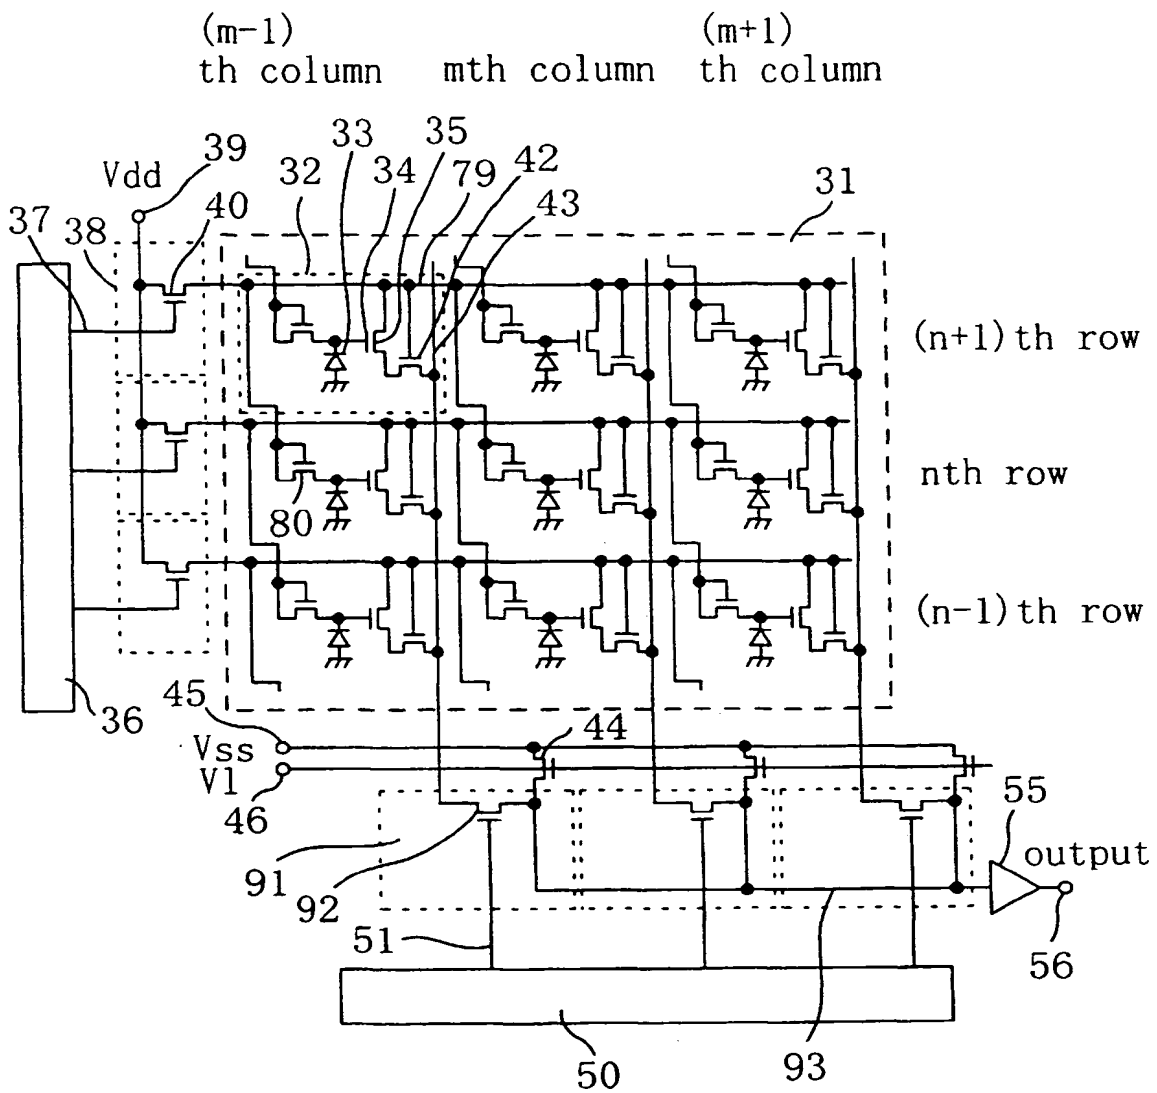 (m-1)
th column
mth column
(m+1)
th column
Vdd
39
33
35
32
34
79
42
31
37
38
40
43
(n+1)th row
80
nth row
(n-1)th row
36
45
Vss
44
Vl
46
55
91
92
output
51
56
50
93